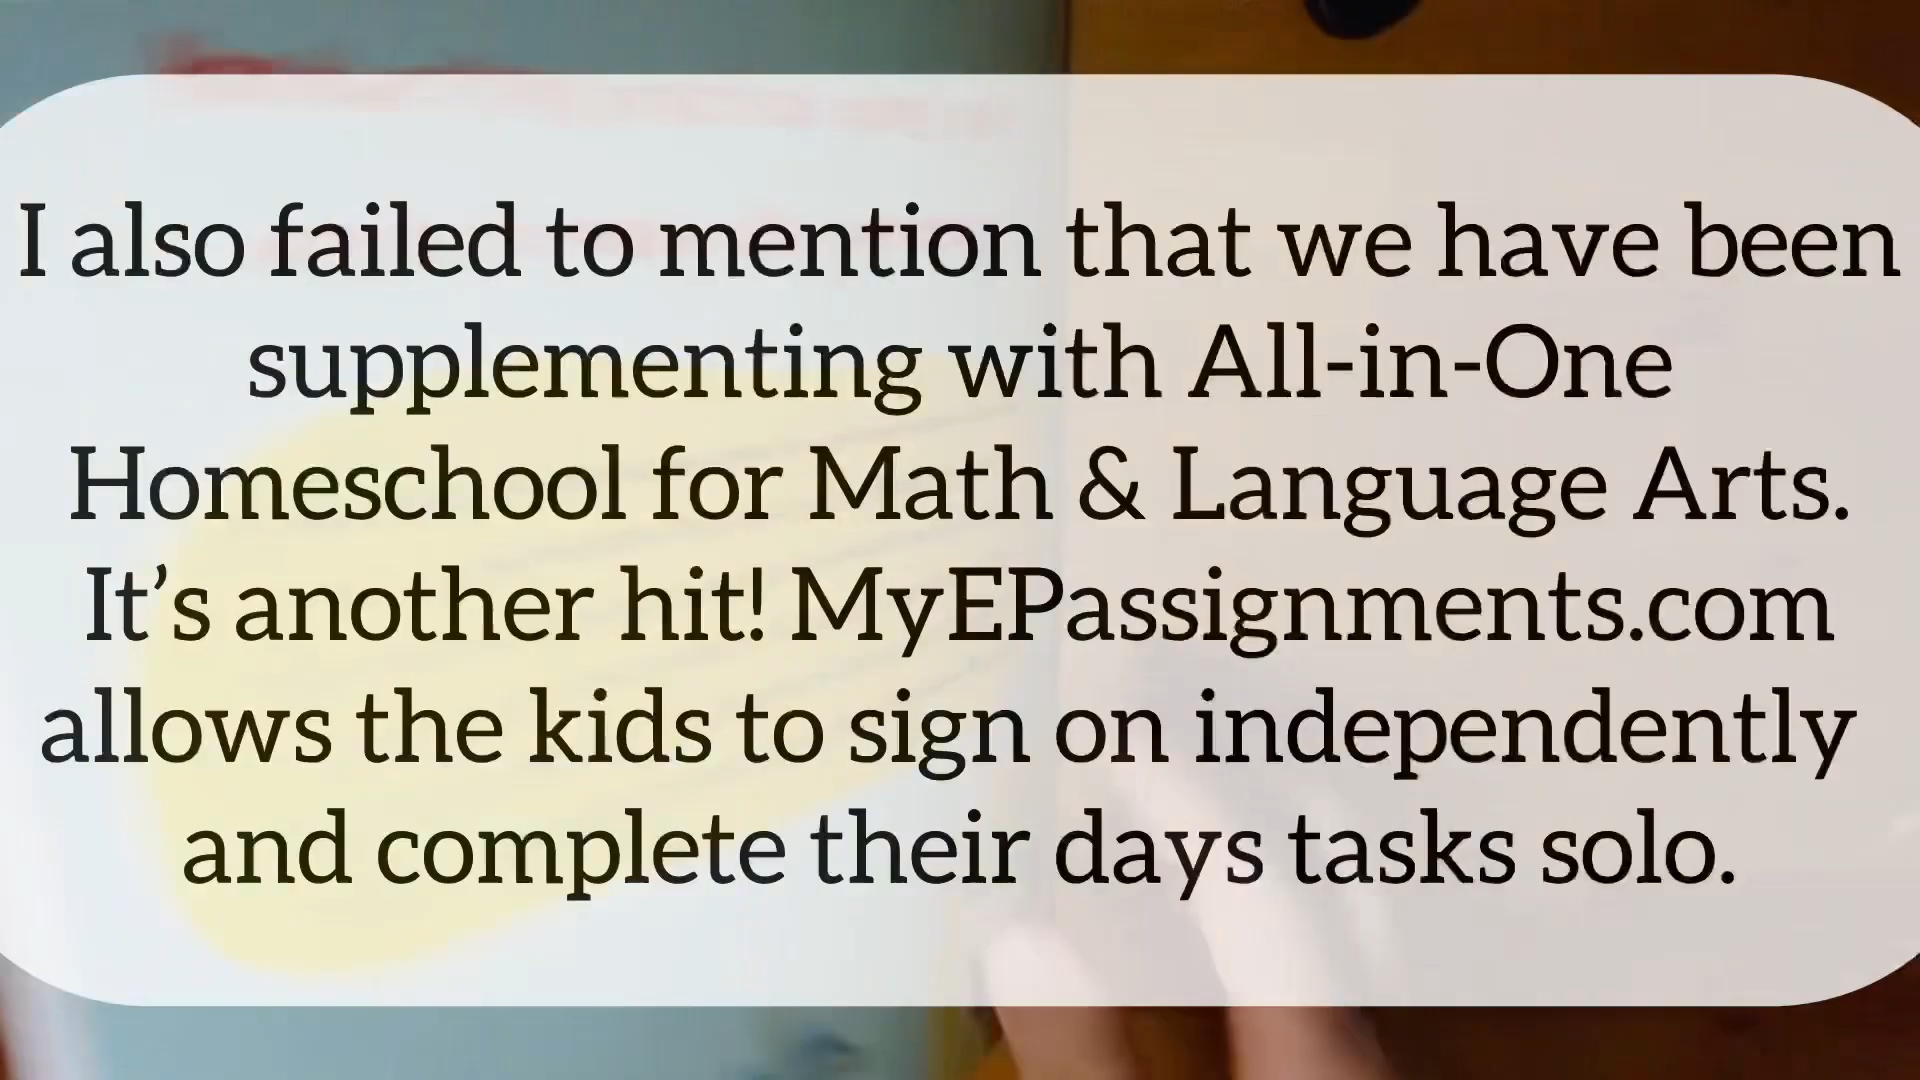 I also failed to mention that we have been
supplementing with All-in-One
Homeschool for Math & Language Arts.
It’s another hit! MyEPassignments.com
allows the kids to sign on independently
and complete their days tasks solo.